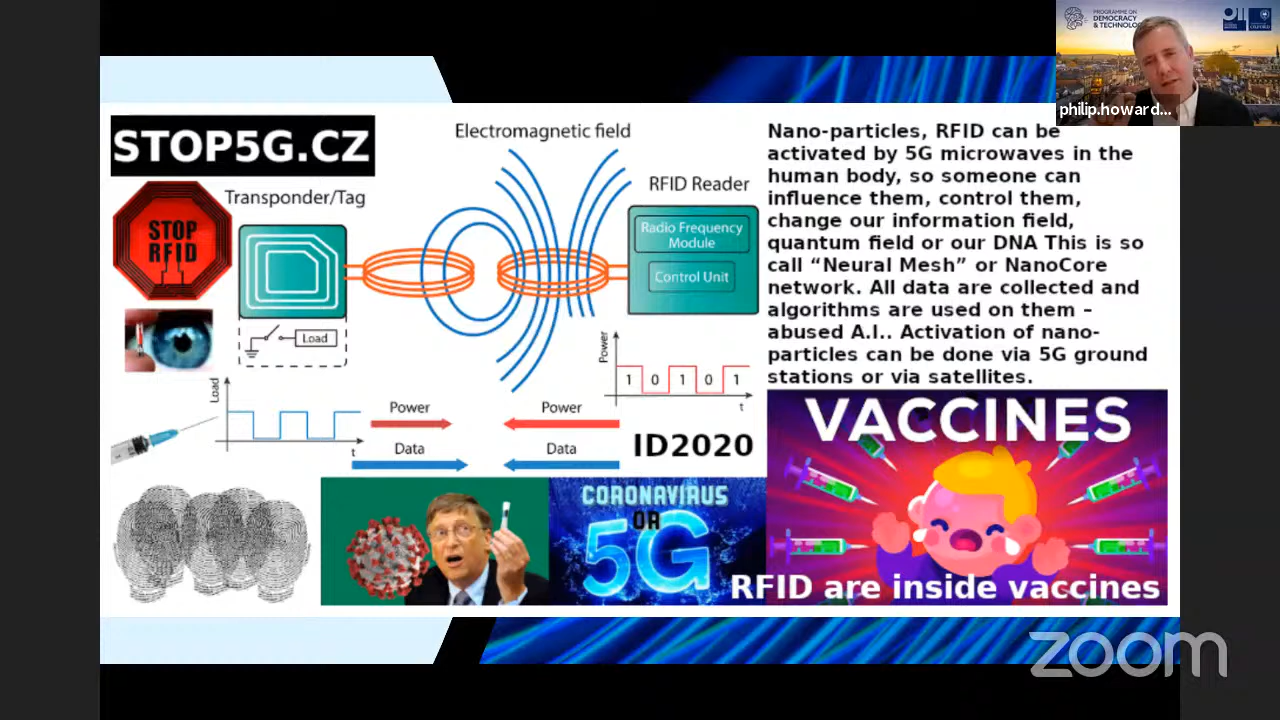 PROGRAMME ON
DEMOCRACY
& TECHNOLOGY
philip.howard...
STOP5G.CZ
Electromagnetic field
RFID Reader
Transponder/Tag
STOP
RFID
Radio Frequency
Module
Control Unit
Load
Power
1 0 1 0 1
t
Load
t
Power
Power
Data
Data
ID2020
Nano-particles, RFID can be
activated by 5G microwaves in the
human body, so someone can
influence them, control them,
change our information field,
quantum field or our DNA This is so
call “Neural Mesh” or NanoCore
network. All data are collected and
algorithms are used on them –
abused A.I.. Activation of nano-
particles can be done via 5G ground
stations or via satellites.
CORONAVIRUS
OR
5G
VACCINES
RFID are inside vaccines
zoom